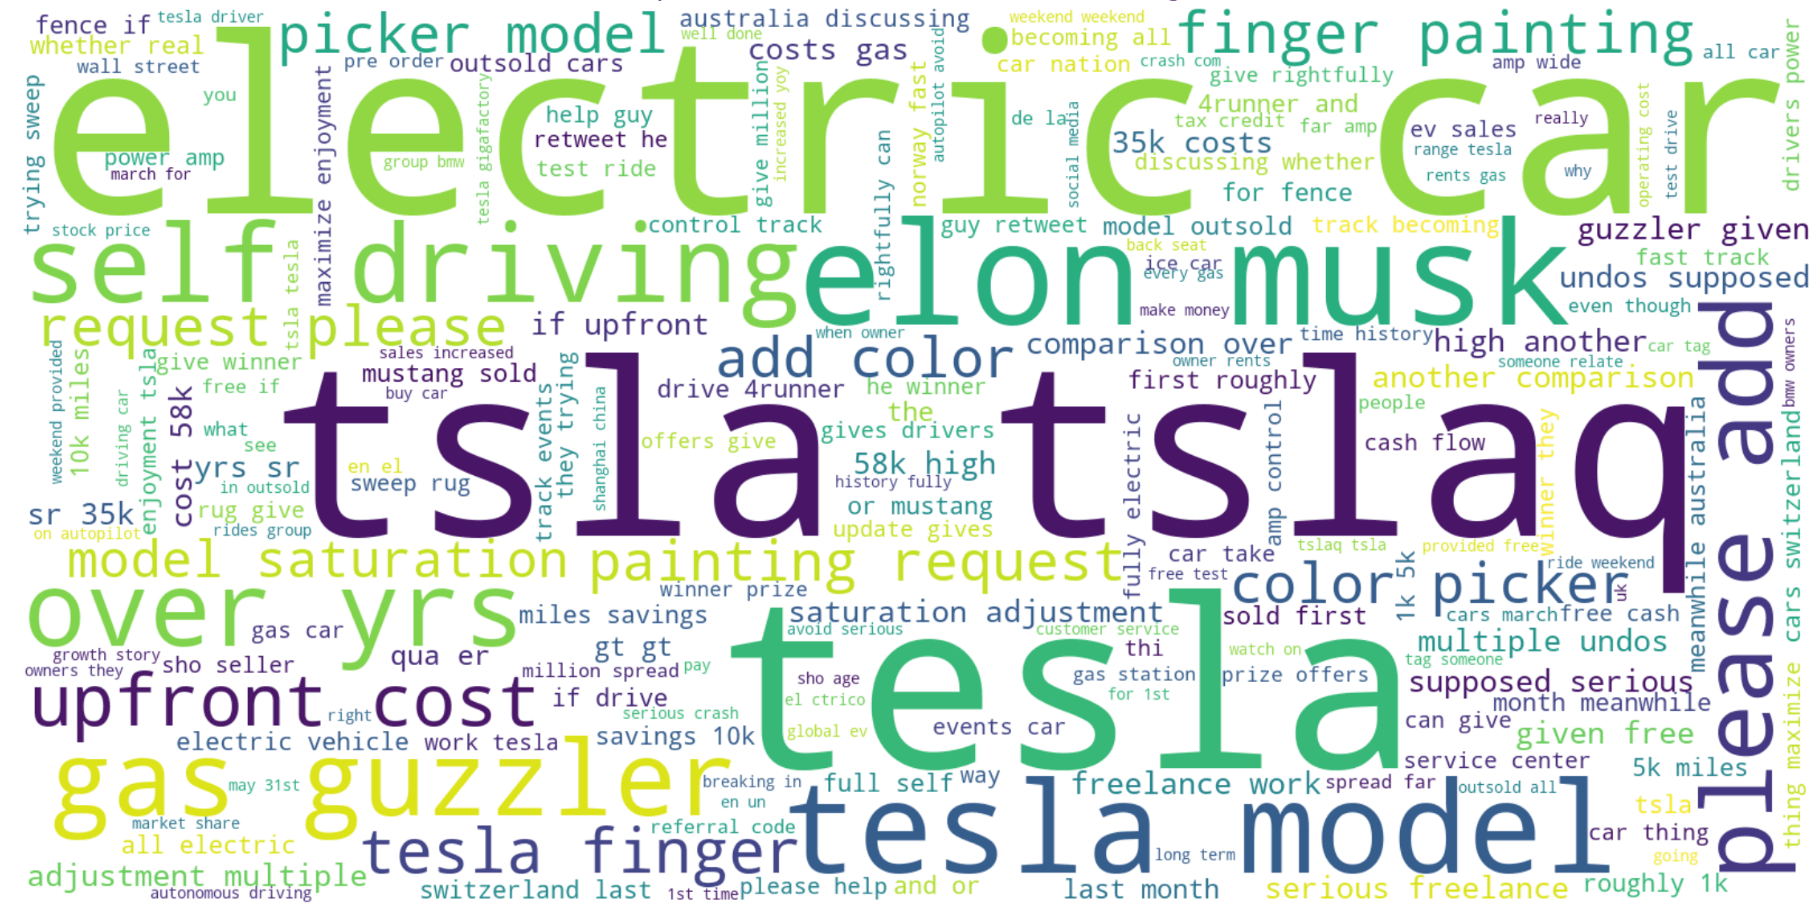 electric car
tsla tslaq
tesla
elon musk
self driving
tesla model
gas guzzler
please add
over yrs
upfront cost
finger painting
picker model
request please
add color
model saturation
painting request
color picker
tesla finger
fence if
tesla driver
whether real
wall street
you
trying sweep
power amp
march for
maximize enjoyment
pre order
outsold cars
group bmw
tesla gigafactory
help guy
retweet he
test ride
australia discussing
well done
costs gas
give million
increased yoy
norway fast
autopilot avoid
weekend weekend
becoming all
car nation
crash com
give rightfully
de la
social media
4runner and
tax credit
far amp
35k costs
discussing whether
for fence
amp wide
all car
ev sales
really
range tesla
rents gas
why
operating cost
test drive
drivers power
stock price
tsla tesla
control track
rightfully can
guy retweet
model outsold
track becoming
back seat
ice car
every gas
make money
guzzler given
fast track
undos supposed
even though
if upfront
when owner
comparison over
time history
owner rents
high another
car tag
someone relate
another comparison
bmw owners
weekend provided
10k miles
driving car
enjoyment tsla
give winner
free if
cost 58k
what
see
yrs sr
in outsold
sr 35k
on autopilot
rug give
rides group
sales increased
mustang sold
buy car
en el
sweep rug
track events
they trying
shanghai china
drive 4runner
he winner
the
offers give
gives drivers
58k high
history fully
or mustang
update gives
first roughly
people
fully electric
amp control
cash flow
winner they
meanwhile australia
cars switzerland
car take
free test
tslaq tsla
provided free
ride weekend
uk
1k 5k
winner prize
miles savings
saturation adjustment
sold first
cars march
free cash
multiple undos
gas car
growth story
owners they
sho seller
qua er
gt gt
million spread
pay
avoid serious
customer service
thi
watch on
tag someone
gas station
prize offers
for 1st
sho age
el ctrico
global ev
events car
supposed serious
month meanwhile
can give
given free
right
if drive
serious crash
electric vehicle
work tesla
savings 10k
service center
5k miles
may 31st
breaking in
full self
way
freelance work
spread far
outsold all
en un
market share
all electric
referral code
tsla
car thing
thing maximize
going
long term
adjustment multiple
autonomous driving
switzerland last
1st time
please help
and or
last month
serious freelance
roughly 1k